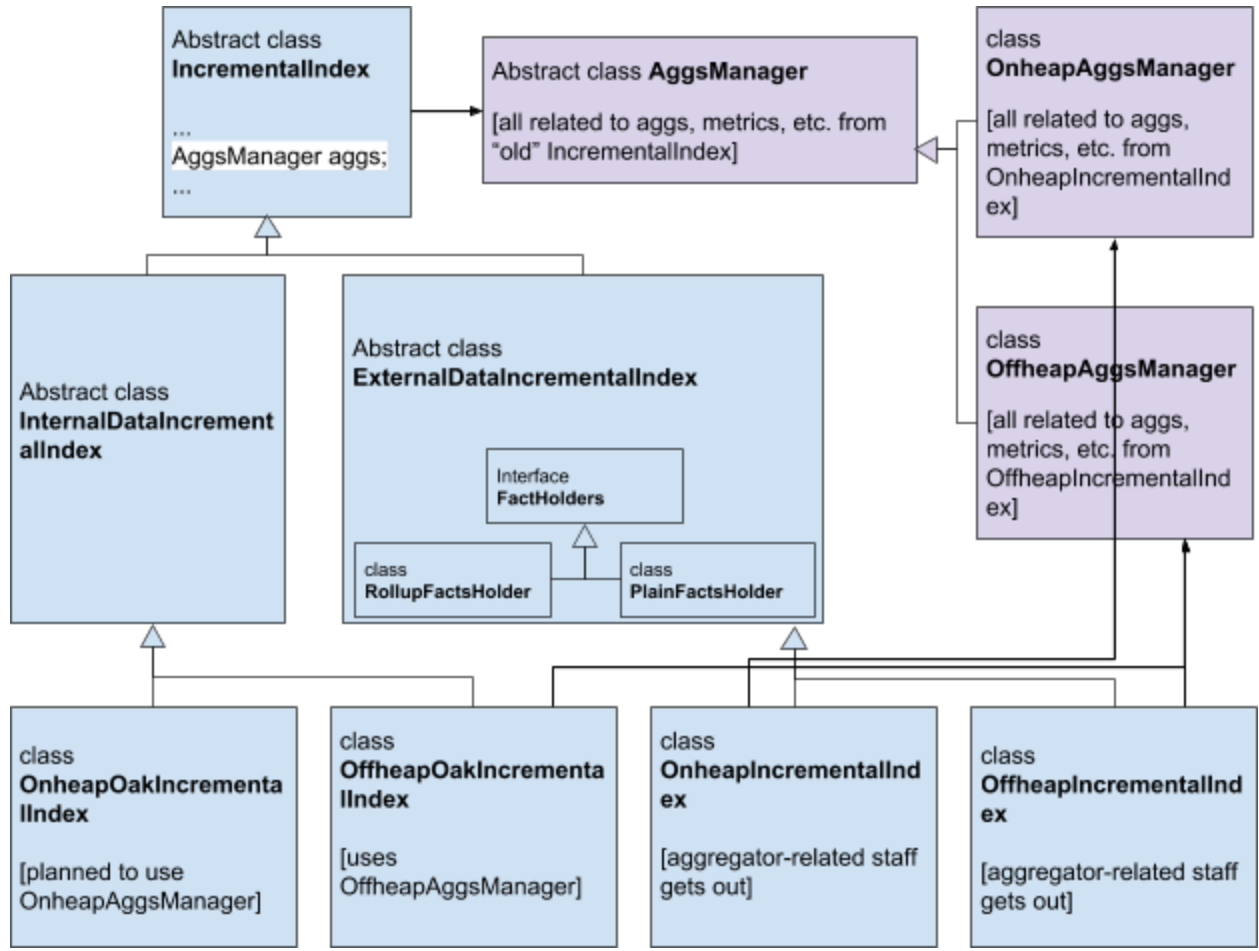 Abstract class
IncrementalIndex
...
AggsManager aggs;
...
Abstract class AggsManager
[all related to aggs, metrics, etc. from
“old” IncrementalIndex]
class
OnheapAggsManager
[all related to aggs,
metrics, etc. from
OnheapIncrementalInd
ex]
Abstract class
InternalDataIncrement
alIndex
Abstract class
ExternalDataIncrementalIndex
Interface
FactHolders
class
RollupFactsHolder
class
PlainFactsHolder
class
OffheapAggsManager
[all related to aggs,
metrics, etc. from
OffheapIncrementalInd
ex]
class
OnheapOakIncrementa
lIndex
[planned to use
OnheapAggsManager]
class
OffheapOakIncrementa
lIndex
[uses
OffheapAggsManager]
class
OnheapIncrementalInd
ex
[aggregator-related staff
gets out]
class
OffheapIncrementalInd
ex
[aggregator-related staff
gets out]